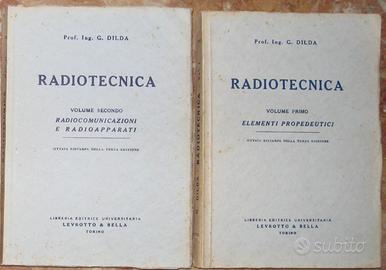 Prof. Ing. G. DILDA
RADIOTECNICA
VOLUME SECONDO
RADIOCOMUNICAZIONI
E RADIOAPPARATI
OTTAVA RISTAMPA DELLA TERZA EDIZIONE
LIBRERIA EDITRICE UNIVERSITARIA
LEVROTTO & BELLA
TORINO
G. DILDA - RADIOTECNICA
Prof. Ing. G. DILDA
RADIOTECNICA
VOLUME PRIMO
ELEMENTI PROPEDEUTICI
OTTAVA RISTAMPA DELLA TERZA EDIZIONE
LIBRERIA EDITRICE UNIVERSITARIA
LEVROTTO & BELLA
TORINO
subito